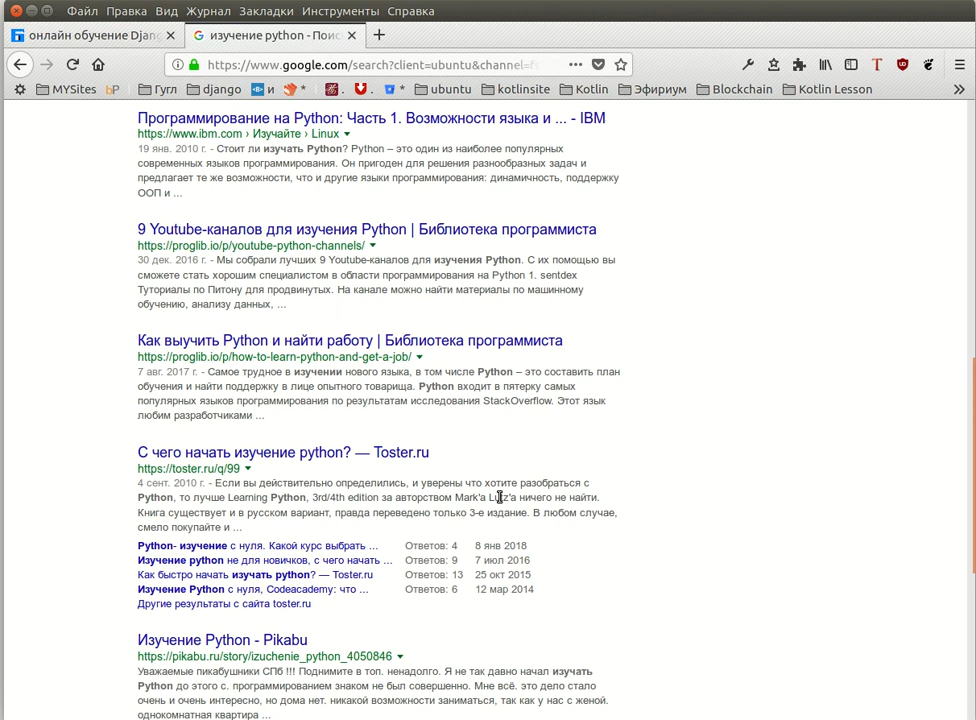 Файл Правка Вид Журнал Закладки Инструменты Справка
онлайн обучение Djang
изучение python - Пои
https://www.google.com/search?client=ubuntu&channel=f
MYSites Гугл django и * . . * ubuntu kotlinsite Kotlin Эфириум Blockchain Kotlin Lesson
Программирование на Python: Часть 1. Возможности языка и ... - IBM
https://www.ibm.com › Изучайте › Linux
19 янв. 2010 г. - Стоит ли изучать Python? Python – это один из наиболее популярных
современных языков программирования. Он пригоден для решения разнообразных задач и
предлагает те же возможности, что и другие языки программирования: динамичность, поддержку
ООП и ...
9 Youtube-каналов для изучения Python | Библиотека программиста
https://proglib.io/p/youtube-python-channels/
30 дек. 2016 г. - Мы собрали лучших 9 Youtube-каналов для изучения Python. С их помощью вы
сможете стать хорошим специалистом в области программирования на Python 1. sentdex
Туториалы по Питону для продвинутых. На канале можно найти материалы по машинному
обучению, анализу данных, ...
Как выучить Python и найти работу | Библиотека программиста
https://proglib.io/p/how-to-learn-python-and-get-a-job/
7 авг. 2017 г. - Самое трудное в изучении нового языка, в том числе Python – это составить план
обучения и найти поддержку в лице опытного товарища. Python входит в пятерку самых
популярных языков программирования по результатам исследования StackOverflow. Этот язык
любим разработчиками ...
С чего начать изучение python? — Toster.ru
https://toster.ru/q/99
4 сент. 2010 г. - Если вы действительно определились, и уверены что хотите разобраться с
Python, то лучше Learning Python, 3rd/4th edition за авторством Mark'a Lutz'a ничего не найти.
Книга существует и в русском вариант, правда переведено только 3-е издание. В любом случае,
смело покупайте и ...
Python- изучение с нуля. Какой курс выбрать ... Ответов: 4 8 янв 2018
Изучение python не для новичков, с чего начать ... Ответов: 9 7 июл 2016
Как быстро начать изучать python? — Toster.ru Ответов: 13 25 окт 2015
Изучение Python с нуля, Codeacademy: что ... Ответов: 6 12 мар 2014
Другие результаты с сайта toster.ru
Изучение Python - Pikabu
https://pikabu.ru/story/izuchenie_python_4050846
Уважаемые пикабушники СПб !!! Поднимите в топ. ненадолго. Я не так давно начал изучать
Python до этого с. программированием знаком не был совершенно. Мне всё. это дело стало
очень и очень интересно, но дома нет. никакой возможности заниматься, так как у нас с женой.
однокомнатная квартира ...